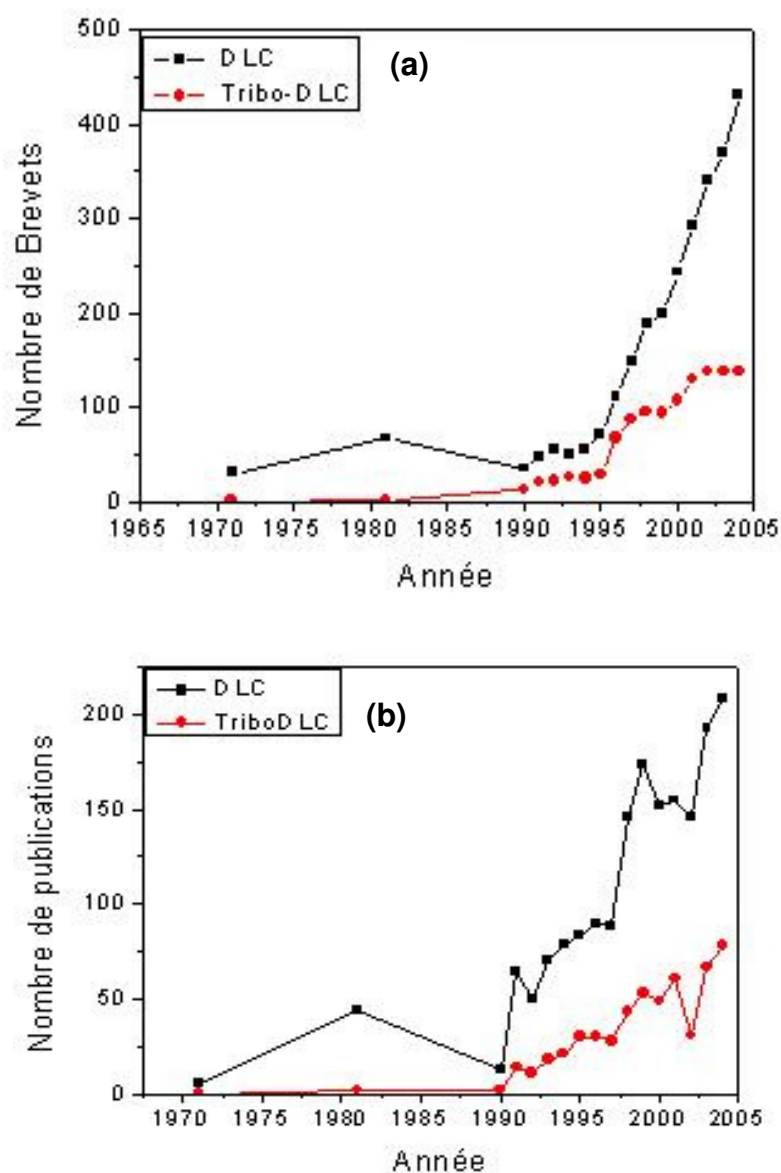 500
D LC
Tribo-D LC
(a)
400
300
200
100
0
Nombre de Brevets
1965 1970 1975 1980 1985 1990 1995 2000 2005
Année
D LC
TriboD LC
(b)
200
150
100
50
0
Nombre de publications
1970 1975 1980 1985 1990 1995 2000 2005
Année